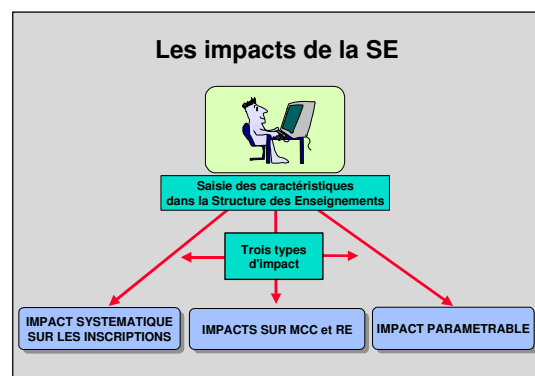 Les impacts de la SE
Saisie des caractéristiques
dans la Structure des Enseignements
Trois types
d'impact
IMPACT SYSTEMATIQUE
SUR LES INSCRIPTIONS
IMPACTS SUR MCC et RE
IMPACT PARAMETRABLE